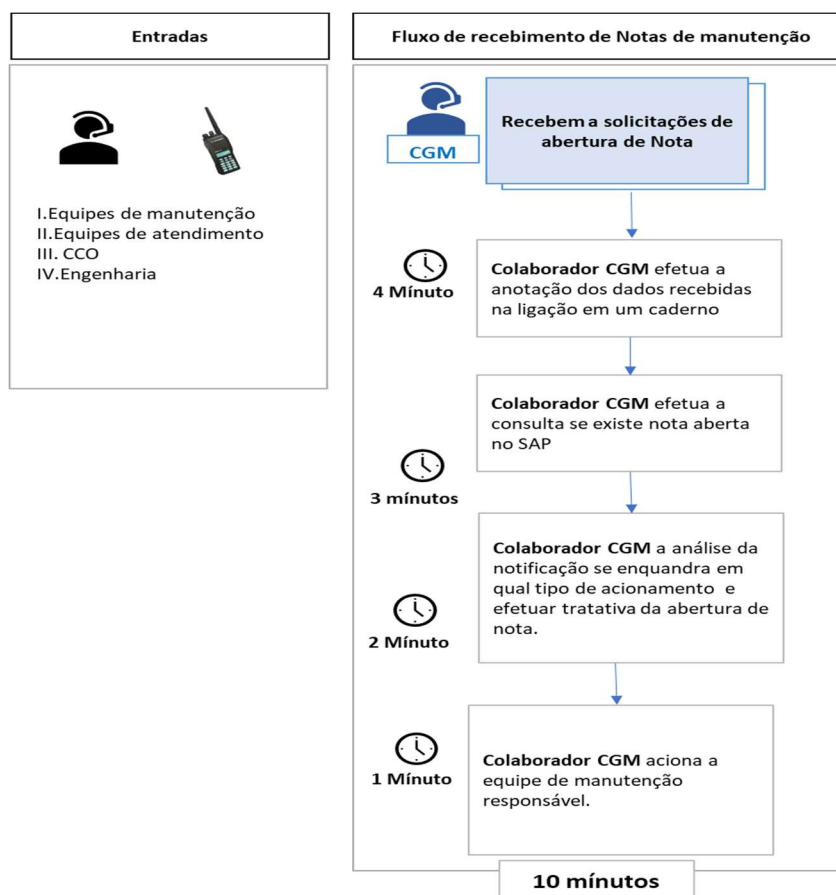 Entradas
I.Equipes de manutenção
II.Equipes de atendimento
III. CCO
IV.Engenharia
Fluxo de recebimento de Notas de manutenção
CGM
Recebem a solicitações de
abertura de Nota
4 Mínuto
Colaborador CGM efetua a
anotação dos dados recebidas
na ligação em um caderno
Colaborador CGM efetua a
consulta se existe nota aberta
no SAP
3 mínutos
Colaborador CGM a análise da
notificação se enquandra em
qual tipo de acionamento e
efetuar tratativa da abertura de
nota.
2 Mínuto
Colaborador CGM aciona a
equipe de manutenção
responsável.
1 Mínuto
10 mínutos